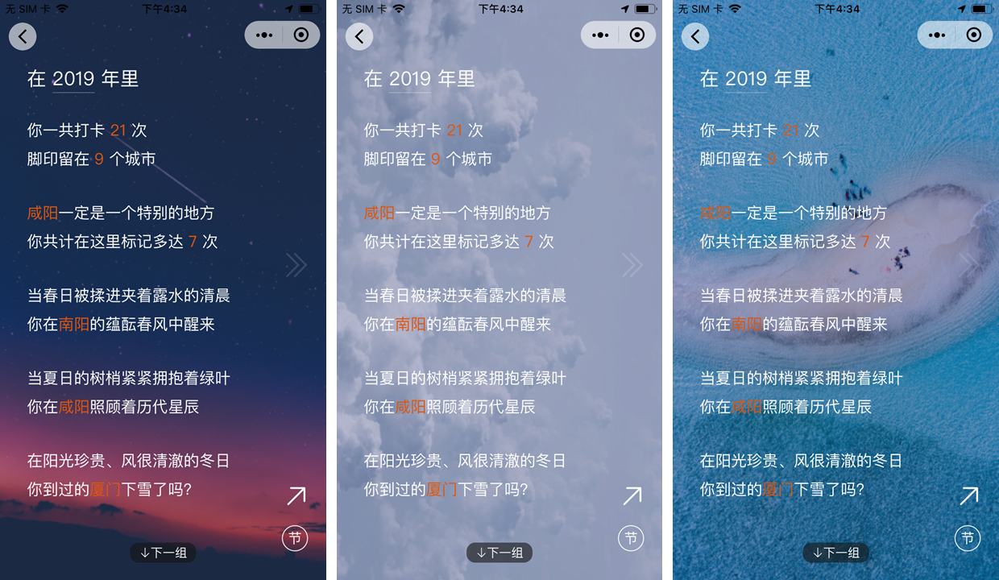 无 SIM 卡 下午4:34
在 2019 年里
你一共打卡 21 次
脚印留在 9 个城市
咸阳一定是一个特别的地方
你共计在这里标记多达 7 次
当春日被揉进夹着露水的清晨
你在南阳的蕴酝春风中醒来
当夏日的树梢紧紧拥抱着绿叶
你在咸阳照顾着历代星辰
在阳光珍贵、风很清澈的冬日
你到过的厦门下雪了吗?
节
↓下一组
无 SIM 卡 下午4:34
在 2019 年里
你一共打卡 21 次
脚印留在 9 个城市
咸阳一定是一个特别的地方
你共计在这里标记多达 7 次
当春日被揉进夹着露水的清晨
你在南阳的蕴酝春风中醒来
当夏日的树梢紧紧拥抱着绿叶
你在咸阳照顾着历代星辰
在阳光珍贵、风很清澈的冬日
你到过的厦门下雪了吗?
节
↓下一组
无 SIM 卡 下午4:34
在 2019 年里
你一共打卡 21 次
脚印留在 9 个城市
咸阳一定是一个特别的地方
你共计在这里标记多达 7 次
当春日被揉进夹着露水的清晨
你在南阳的蕴酝春风中醒来
当夏日的树梢紧紧拥抱着绿叶
你在咸阳照顾着历代星辰
在阳光珍贵、风很清澈的冬日
你到过的厦门下雪了吗?
节
↓下一组